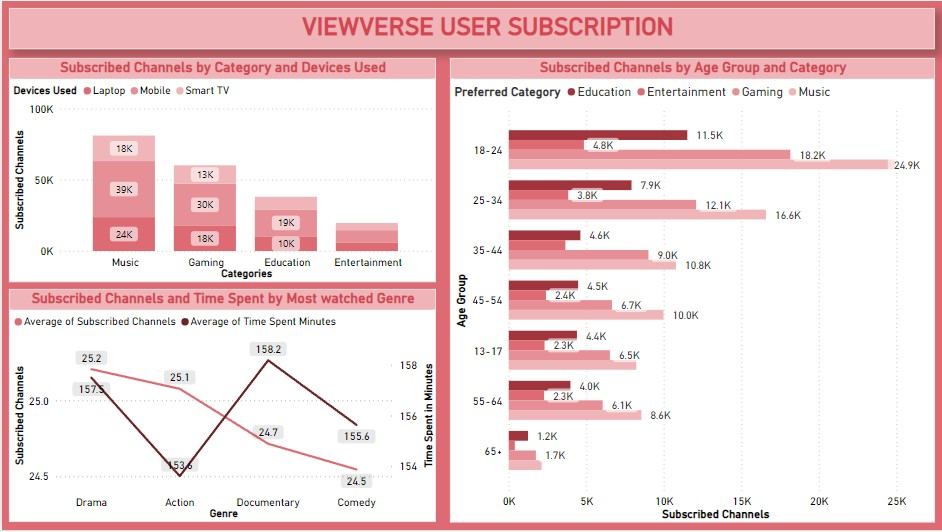 VIEWVERSE USER SUBSCRIPTION
Subscribed Channels by Category and Devices Used
Devices Used Laptop Mobile Smart TV
100K
50K
0K
Subscribed Channels
18K
39K
24K
13K
30K
18K
19K
10K
Music Gaming Education Entertainment
Categories
Subscribed Channels and Time Spent by Most watched Genre
Average of Subscribed Channels Average of Time Spent Minutes
Subscribed Channels
25.0
24.5
25.2
25.1
24.7
24.5
157.5
153.6
158.2
155.6
158
156
154
Time Spent in Minutes
Drama Action Documentary Comedy
Genre
Subscribed Channels by Age Group and Category
Preferred Category Education Entertainment Gaming Music
Age Group
18-24
11.5K
4.8K
18.2K
24.9K
25-34
7.9K
3.8K
12.1K
16.6K
35-44
4.6K
9.0K
10.8K
45-54
4.5K
2.4K
6.7K
10.0K
13-17
4.4K
2.3K
6.5K
55-64
4.0K
2.3K
6.1K
8.6K
65+
1.2K
1.7K
0K 5K 10K 15K 20K 25K
Subscribed Channels